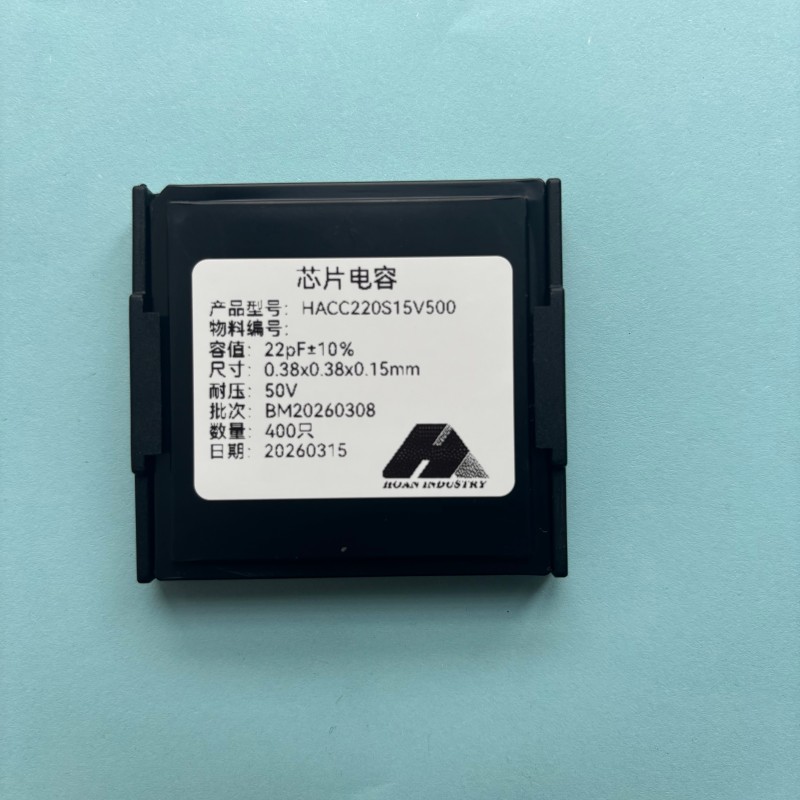 芯片电容
产品型号: HACC220S15V500
物料编号:
容值: 22pF±10%
尺寸: 0.38x0.38x0.15mm
耐压: 50V
批次: BM20260308
数量: 400只
日期: 20260315
HOAN INDUSTRY